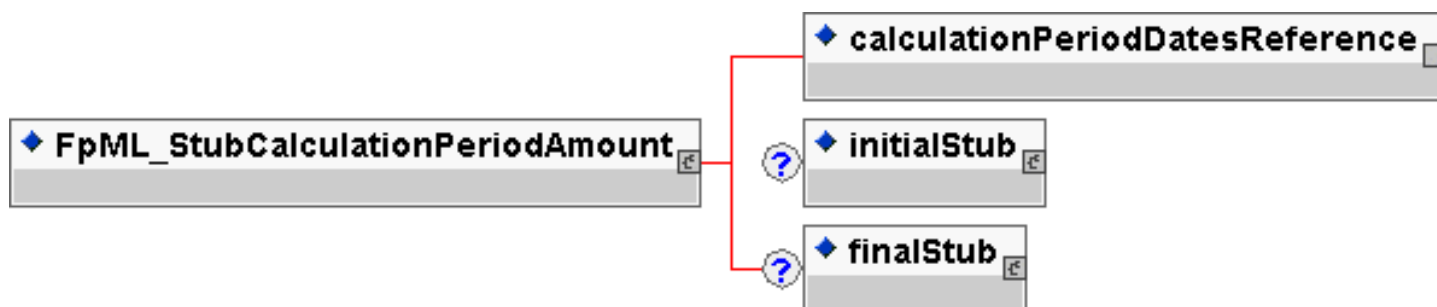 calculationPeriodDatesReference
FpML_StubCalculationPeriodAmount
? initialStub
? finalStub